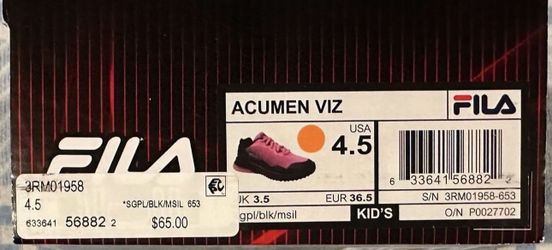 ACUMEN VIZ
FILA
USA
4.5
UK 3.5
EUR 36.5
sgpl/blk/msil
KID'S
6 33641 56882 2
S/N 3RM01958-653
O/N P0027702
FILA
3RM01958
4.5
*SGPL/BLK/MSIL 653
633641 56882 2
$65.00